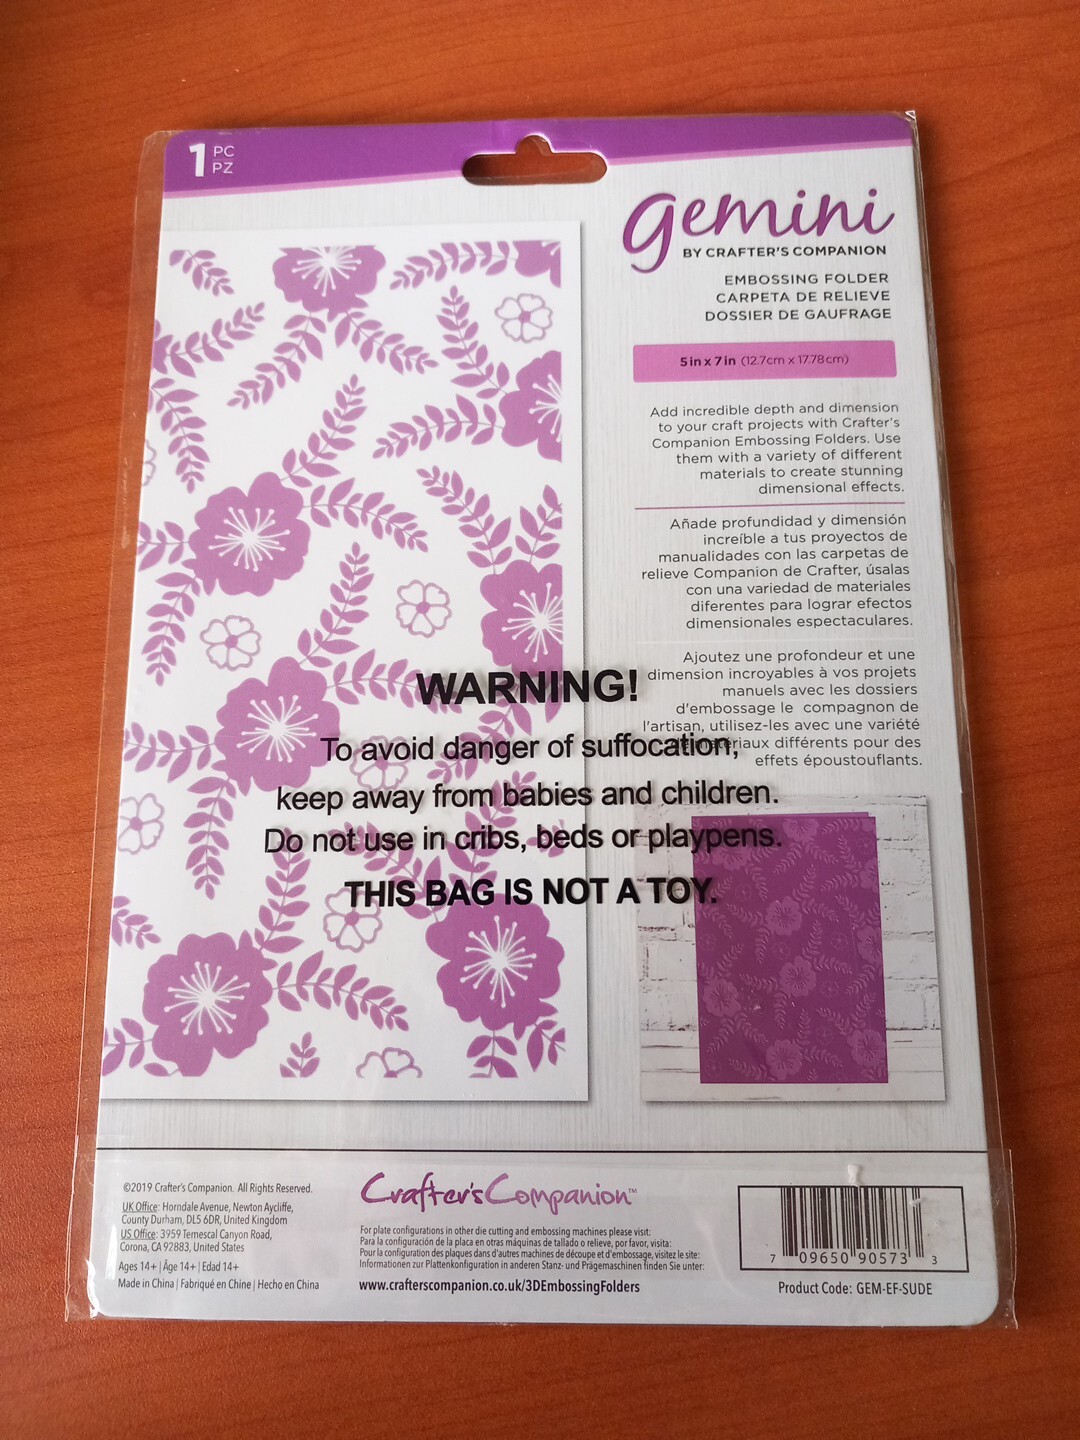 1 PC
PZ
gemini
BY CRAFTER'S COMPANION
EMBOSSING FOLDER
CARPETA DE RELIEVE
DOSSIER DE GAUFRAGE
5in x 7in (12.7cm x 17.78cm)
Add incredible depth and dimension
to your craft projects with Crafter's
Companion Embossing Folders. Use
them with a variety of different
materials to create stunning
dimensional effects.
Añade profundidad y dimensión
increíble a tus proyectos de
manualidades con las carpetas de
relieve Companion de Crafter, úsalas
con una variedad de materiales
diferentes para lograr efectos
dimensionales espectaculares.
Ajoutez une profondeur et une
dimension incroyables à vos projets
manuels avec les dossiers
d'embossage le compagnon de
l'artisan, utilisez-les avec une variété
matériaux différents pour des
effets époustouflants.
WARNING!
To avoid danger of suffocation,
keep away from babies and children.
Do not use in cribs, beds or playpens.
THIS BAG IS NOT A TOY.
©2019 Crafter's Companion. All Rights Reserved.
UK Office: Horndale Avenue, Newton Aycliffe,
County Durham, DL5 6DR, United Kingdom
US Office: 3959 Temescal Canyon Road,
Corona, CA 92883, United States
Ages 14+ | Âge 14+ | Edad 14+
Made in China | Fabriqué en Chine | Hecho en China
Crafter's Companion™
For plate configurations in other die cutting and embossing machines please visit:
Para la configuración de la placa en otras máquinas de tallado o relieve, por favor, visita:
Pour la configuration des plaques dans d'autres machines de découpe et d'embossage, visitez le site:
Informationen zur Plattenkonfiguration in anderen Stanz- und Prägemaschinen finden Sie unter:
www.crafterscompanion.co.uk/3DEmbossingFolders
7 09650 90573 3
Product Code: GEM-EF-SUDE